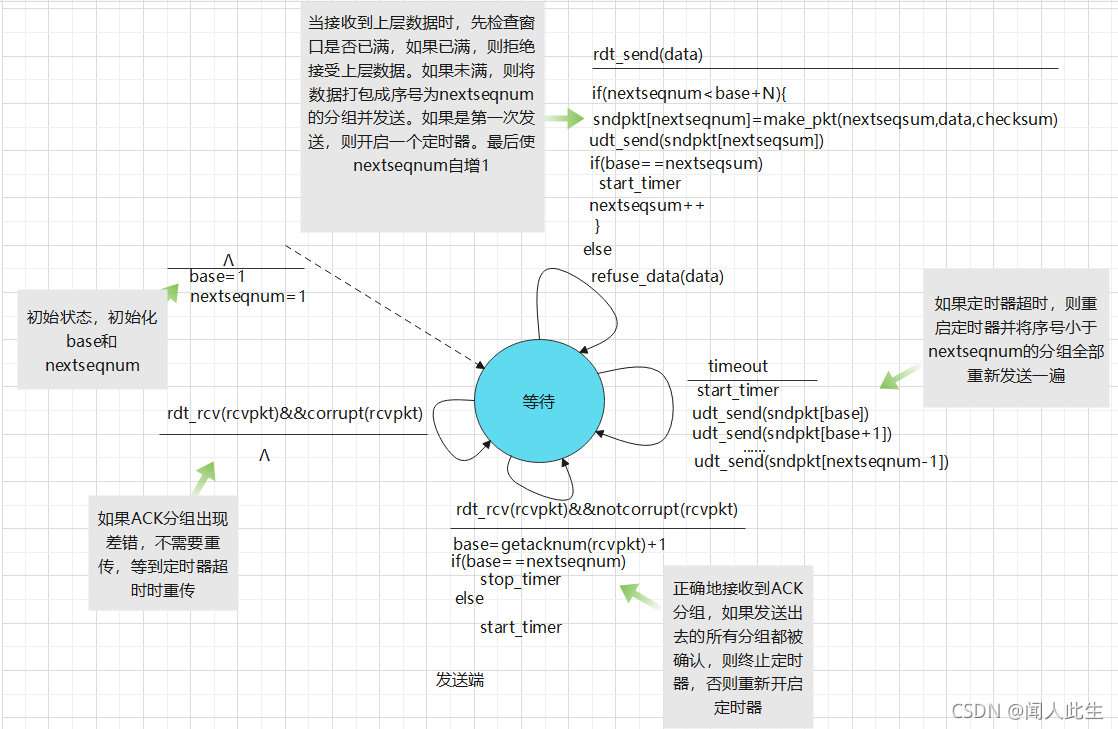 当接收到上层数据时，先检查窗
口是否已满，如果已满，则拒绝
接受上层数据。如果未满，则将
数据打包成序号为nextseqnum
的分组并发送。如果是第一次发
送，则开启一个定时器。最后使
nextseqnum自增1
rdt_send(data)
if(nextseqnum<base+N){
sndpkt[nextseqnum]=make_pkt(nextseqsum,data,checksum)
udt_send(sndpkt[nextseqsum])
if(base==nextseqsum)
start_timer
nextseqsum++
}
else
refuse_data(data)
Λ
base=1
nextseqnum=1
初始状态，初始化
base和
nextseqnum
如果定时器超时，则重
启定时器并将序号小于
nextseqnum的分组全部
重新发送一遍
timeout
start_timer
udt_send(sndpkt[base])
udt_send(sndpkt[base+1])
......
udt_send(sndpkt[nextseqnum-1])
等待
rdt_rcv(rcvpkt)&&corrupt(rcvpkt)
Λ
如果ACK分组出现
差错，不需要重
传，等到定时器超
时时重传
rdt_rcv(rcvpkt)&&notcorrupt(rcvpkt)
base=getacknum(rcvpkt)+1
if(base==nextseqnum)
stop_timer
else
start_timer
正确地接收到ACK
分组，如果发送出
去的所有分组都被
确认，则终止定时
器，否则重新开启
定时器
发送端
CSDN @闻人此生